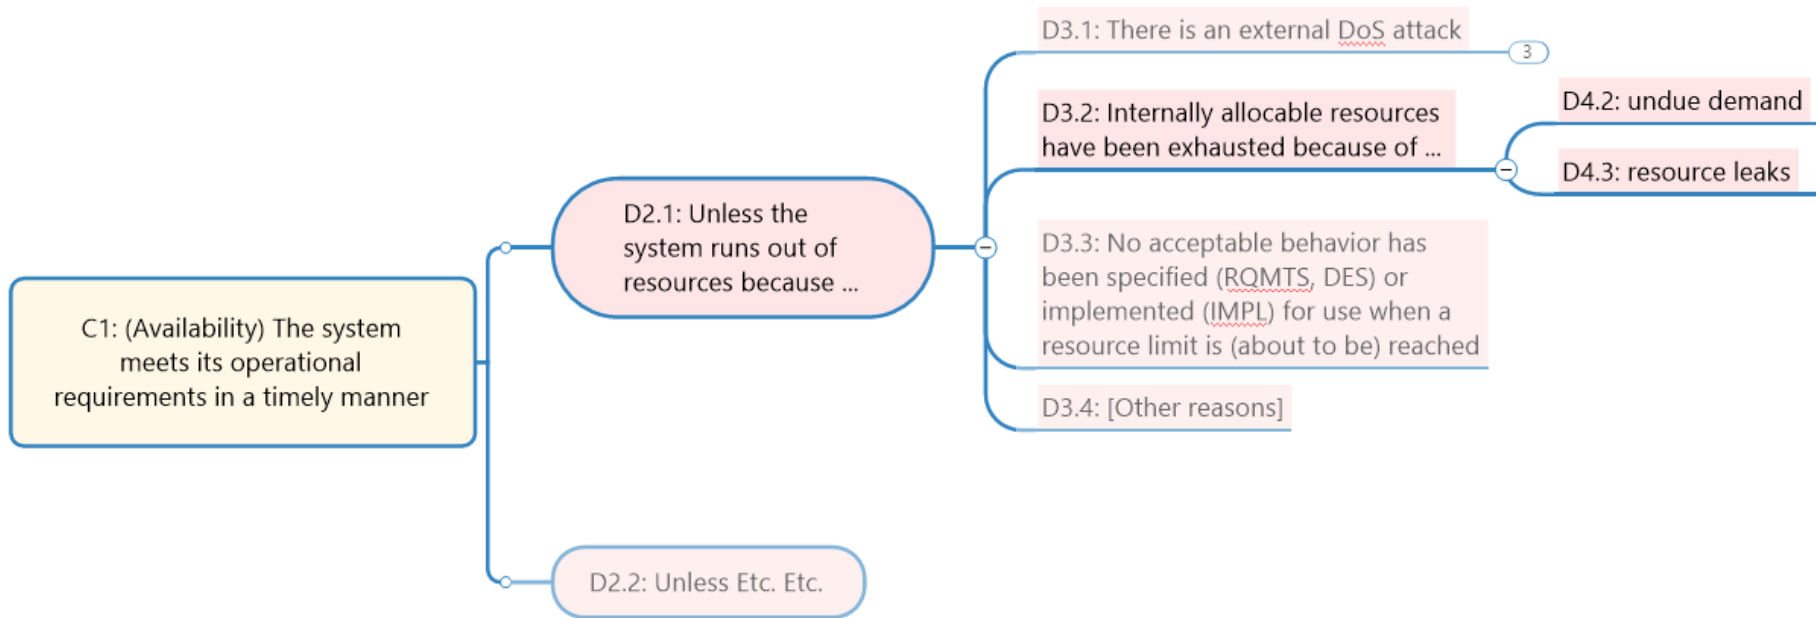 C1: (Availability) The system
meets its operational
requirements in a timely manner
D2.1: Unless the
system runs out of
resources because ...
D3.1: There is an external DoS attack
3
D3.2: Internally allocable resources
have been exhausted because of ...
D4.2: undue demand
D4.3: resource leaks
D3.3: No acceptable behavior has
been specified (RQMTS, DES) or
implemented (IMPL) for use when a
resource limit is (about to be) reached
D3.4: [Other reasons]
D2.2: Unless Etc. Etc.